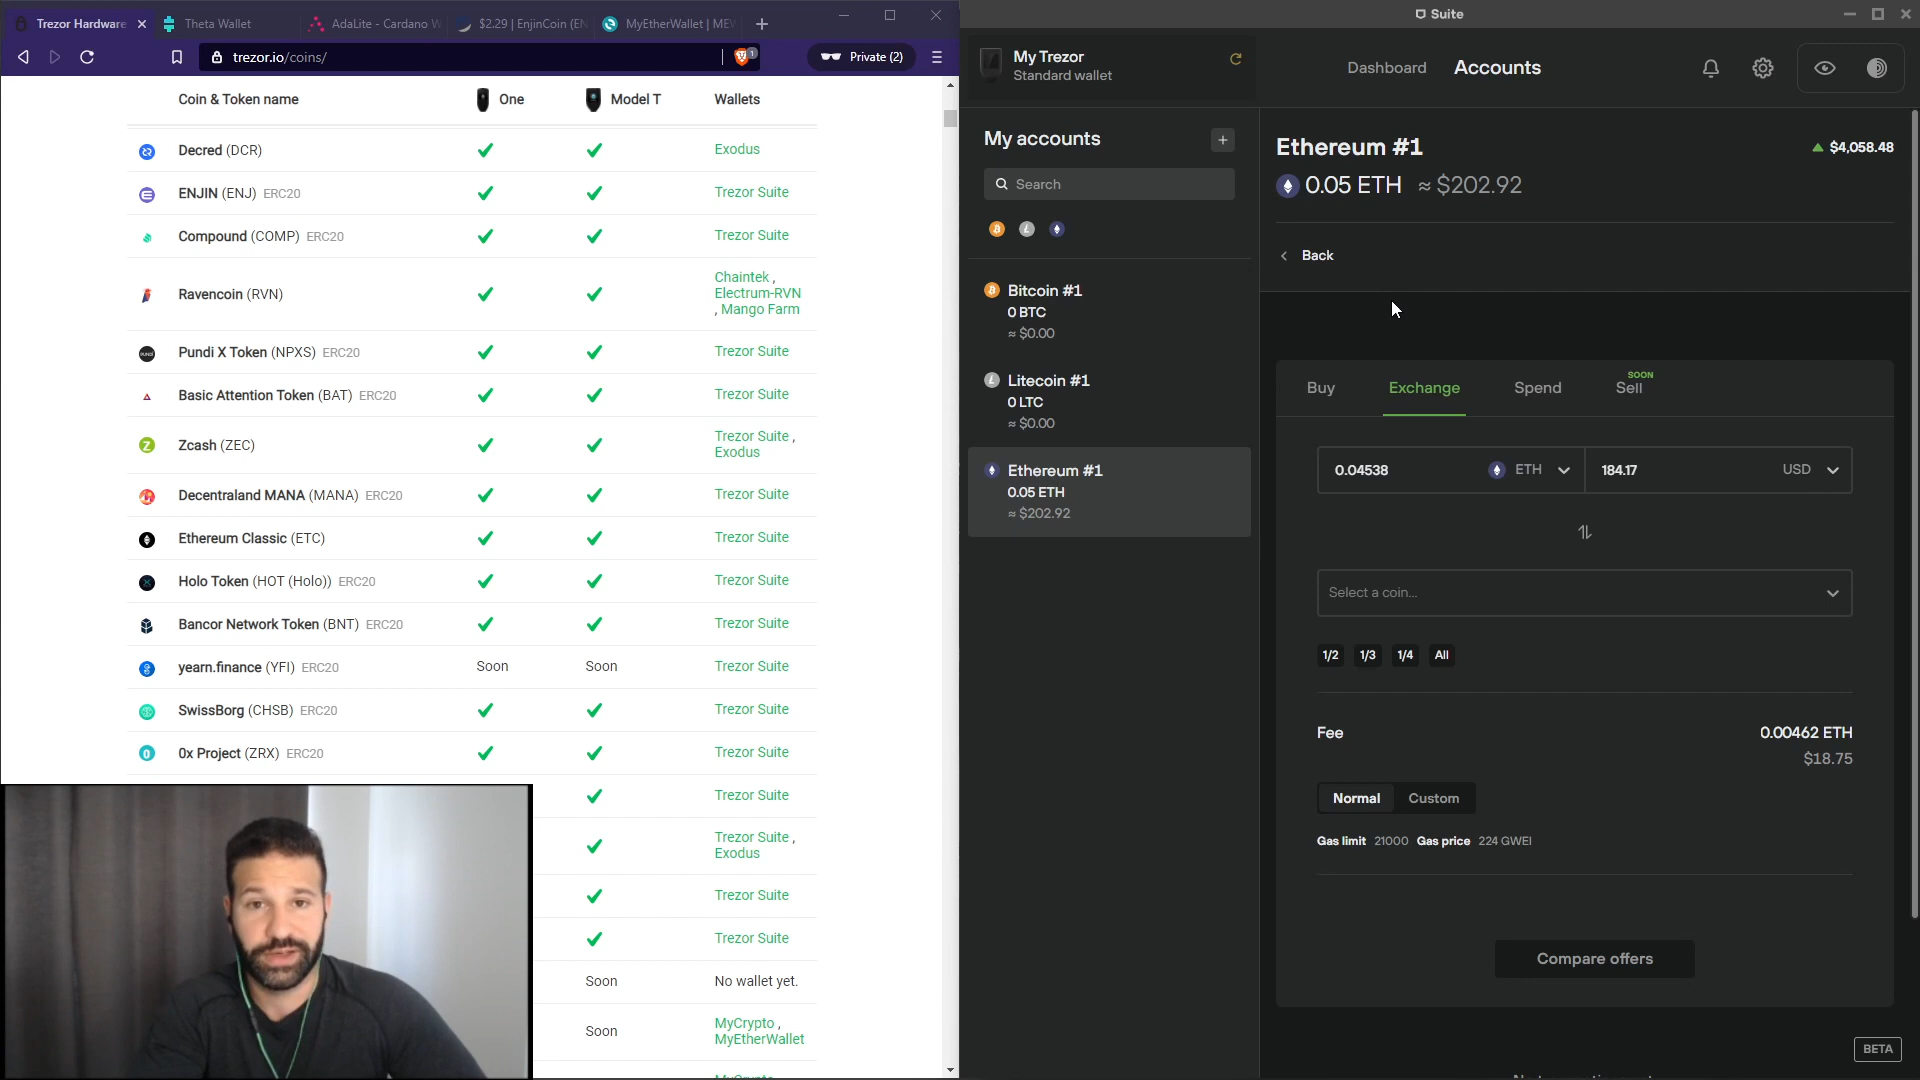 Trezor Hardware
Theta Wallet
AdaLite - Cardano W
$2.29 | EnjinCoin (EN
MyEtherWallet | MEW
trezor.io/coins/
1
Private (2)
Coin & Token name
One
Model T
Wallets
Decred (DCR)
Exodus
ENJIN (ENJ) ERC20
Trezor Suite
Compound (COMP) ERC20
Trezor Suite
Ravencoin (RVN)
Chaintek ,
Electrum-RVN
, Mango Farm
Pundi X Token (NPXS) ERC20
Trezor Suite
Basic Attention Token (BAT) ERC20
Trezor Suite
Zcash (ZEC)
Trezor Suite ,
Exodus
Decentraland MANA (MANA) ERC20
Trezor Suite
Ethereum Classic (ETC)
Trezor Suite
Holo Token (HOT (Holo)) ERC20
Trezor Suite
Bancor Network Token (BNT) ERC20
Trezor Suite
yearn.finance (YFI) ERC20
Soon
Soon
Trezor Suite
SwissBorg (CHSB) ERC20
Trezor Suite
0x Project (ZRX) ERC20
Trezor Suite
Trezor Suite
Trezor Suite ,
Exodus
Trezor Suite
Trezor Suite
Soon
No wallet yet.
Soon
MyCrypto ,
MyEtherWallet
Suite
My Trezor
Standard wallet
Dashboard
Accounts
My accounts
Search
Bitcoin #1
0 BTC
≈ $0.00
Litecoin #1
0 LTC
≈ $0.00
Ethereum #1
0.05 ETH
≈ $202.92
Ethereum #1
$4,058.48
0.05 ETH ≈ $202.92
Back
Buy
Exchange
Spend
Sell
SOON
0.04538
ETH
184.17
USD
Select a coin...
1/2
1/3
1/4
All
Fee
0.00462 ETH
$18.75
Normal
Custom
Gas limit 21000 Gas price 224 GWEI
Compare offers
BETA